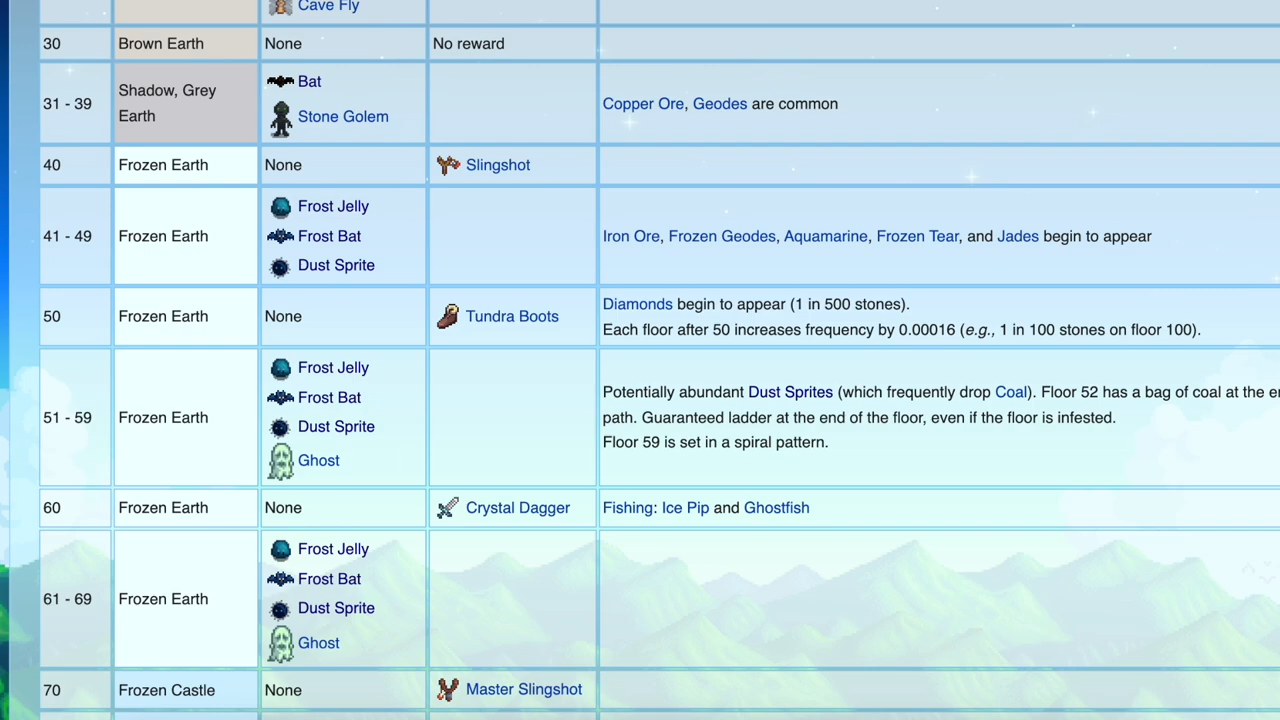 Cave Fly
30 Brown Earth None No reward
31 - 39 Shadow, Grey Earth Bat Copper Ore, Geodes are common
Stone Golem
40 Frozen Earth None Slingshot
41 - 49 Frozen Earth Frost Jelly Iron Ore, Frozen Geodes, Aquamarine, Frozen Tear, and Jades begin to appear
Frost Bat
Dust Sprite
50 Frozen Earth None Tundra Boots Diamonds begin to appear (1 in 500 stones).
Each floor after 50 increases frequency by 0.00016 (e.g., 1 in 100 stones on floor 100).
51 - 59 Frozen Earth Frost Jelly
Frost Bat
Dust Sprite
Ghost
Potentially abundant Dust Sprites (which frequently drop Coal). Floor 52 has a bag of coal at the
path. Guaranteed ladder at the end of the floor, even if the floor is infested.
Floor 59 is set in a spiral pattern.
60 Frozen Earth None Crystal Dagger Fishing: Ice Pip and Ghostfish
61 - 69 Frozen Earth Frost Jelly
Frost Bat
Dust Sprite
Ghost
70 Frozen Castle None Master Slingshot